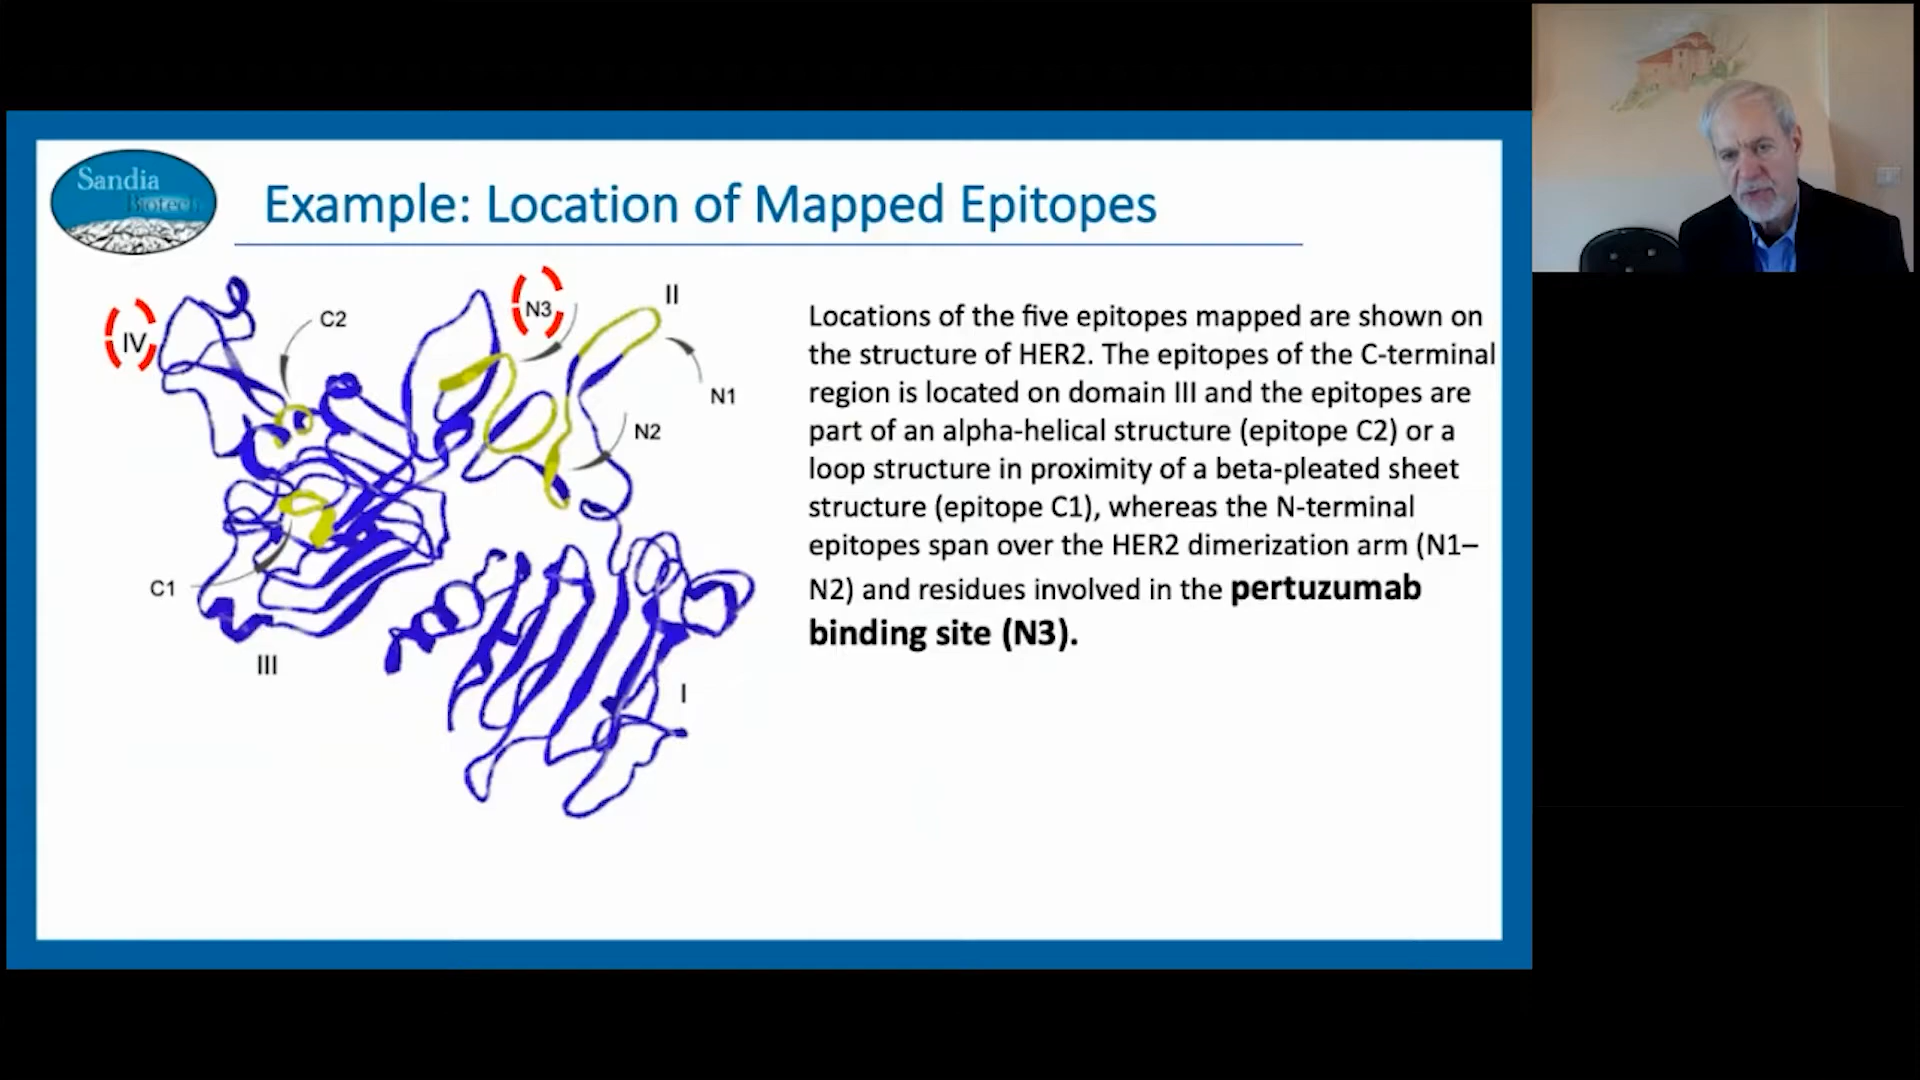 Sandia
Biotech
Example: Location of Mapped Epitopes
IV
C2
N3
II
N1
N2
C1
III
I
Locations of the five epitopes mapped are shown on
the structure of HER2. The epitopes of the C-terminal
region is located on domain III and the epitopes are
part of an alpha-helical structure (epitope C2) or a
loop structure in proximity of a beta-pleated sheet
structure (epitope C1), whereas the N-terminal
epitopes span over the HER2 dimerization arm (N1–
N2) and residues involved in the pertuzumab
binding site (N3).